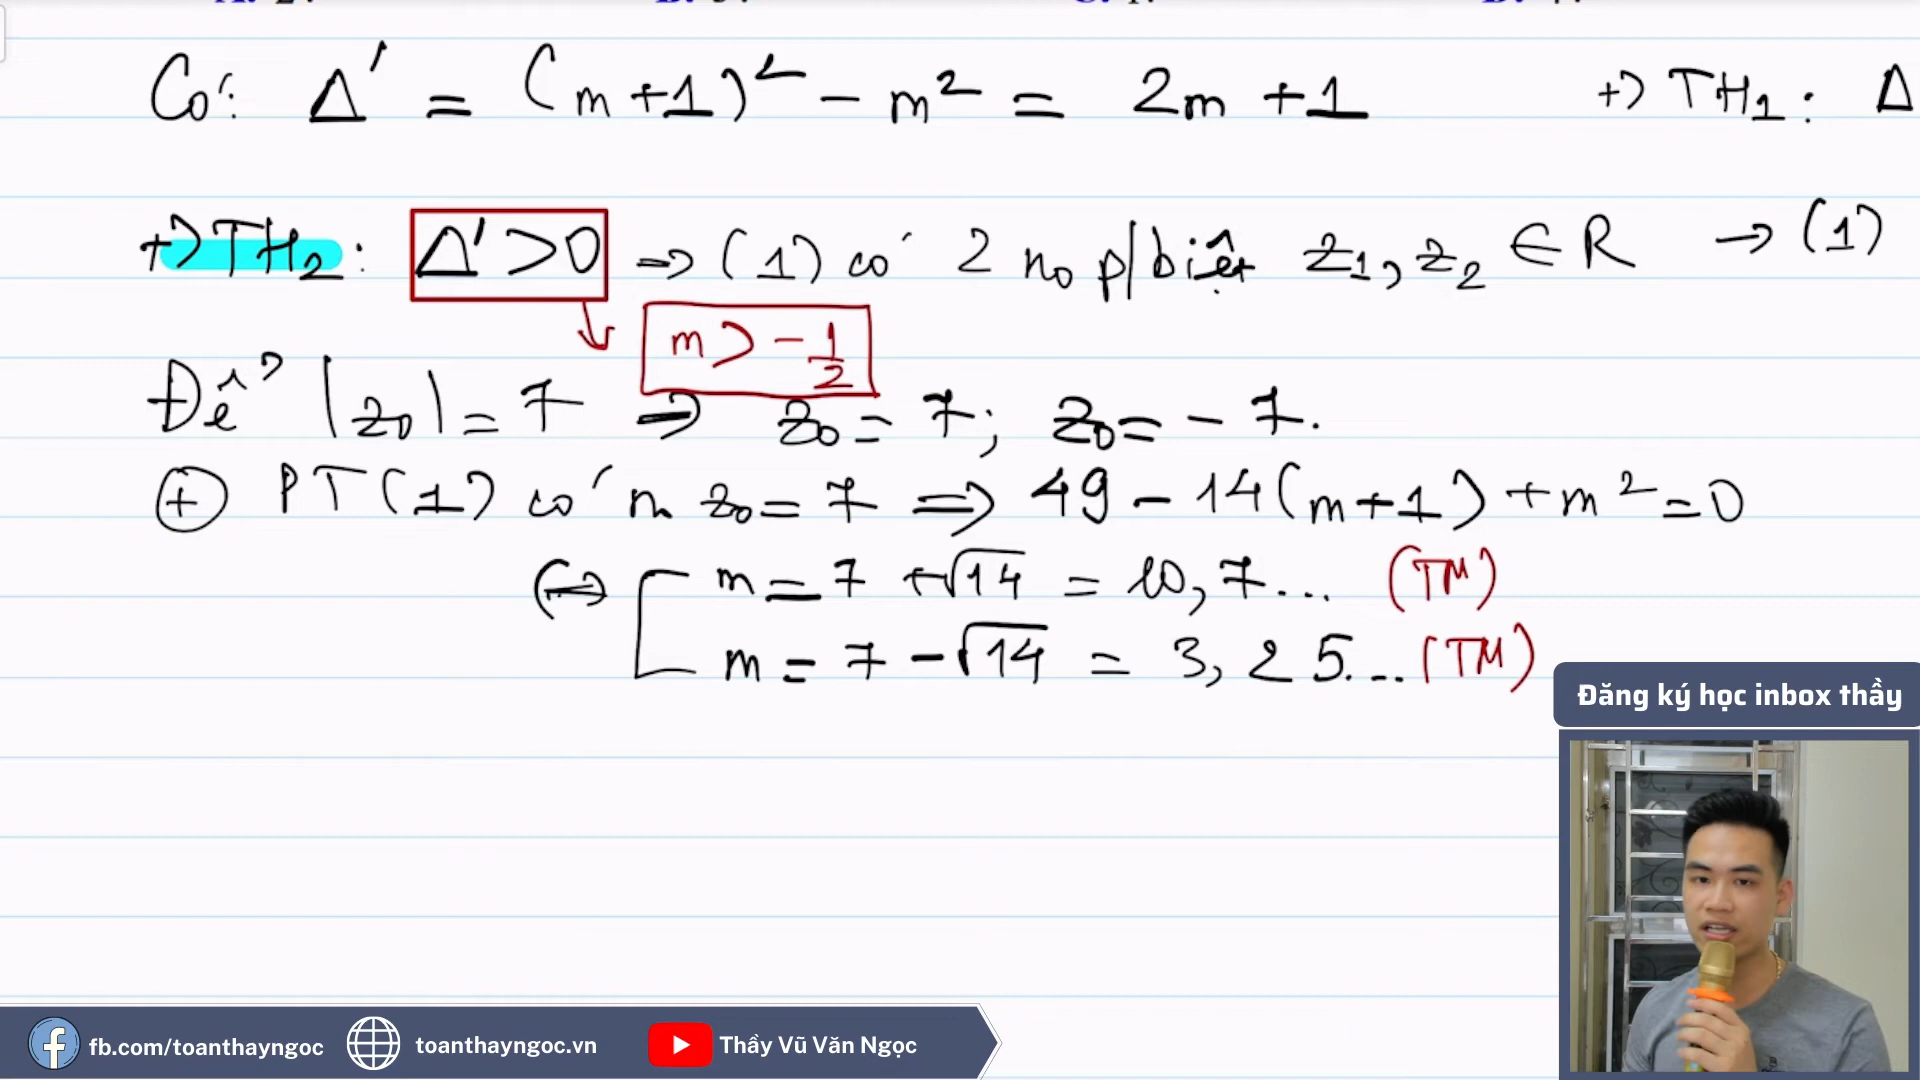 Có: Δ' = (m+1)² - m² = 2m + 1
+) TH1: Δ
+) TH2: Δ' > 0 → (1) có 2 no p/biệt z₁, z₂ ∈ R → (1)
m > -1/2
Để |z₀| = 7 → z₀ = 7; z₀ = -7.
⊕ PT(1) có n z₀ = 7 ⇒ 49 - 14(m+1) + m² = 0
⇔ [ m = 7 + √14 = 10,7... (TM)
m = 7 - √14 = 3,25... (TM)
Đăng ký học inbox thầy
fb.com/toanthayngoc toanthayngoc.vn Thầy Vũ Văn Ngọc